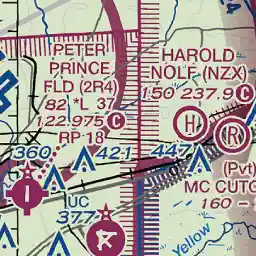 PETER
PRINCE
FLD (2R4)
82 *L 37
122.975 C
RP 18
HAROLD
NOLF (NZX)
150 237.9 C
H
R
360
421
447
(Pvt)
MC CUTC
160 -
UC
377
Yellow
R